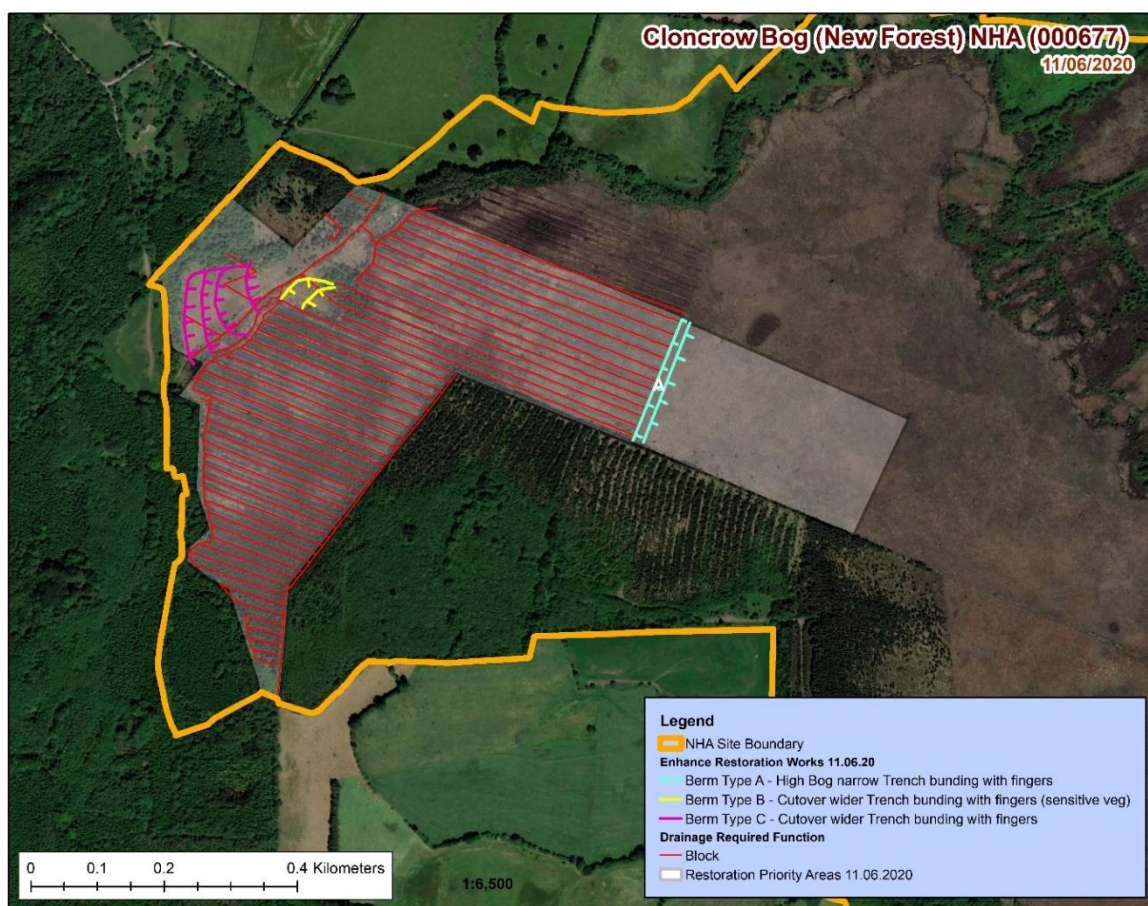 Cloncrow Bog (New Forest) NHA (000677)
11/06/2020
A
Legend
NHA Site Boundary
Enhance Restoration Works 11.06.20
Berm Type A - High Bog narrow Trench bunding with fingers
Berm Type B - Cutover wider Trench bunding with fingers (sensitive veg)
Berm Type C - Cutover wider Trench bunding with fingers
Drainage Required Function
Block
Restoration Priority Areas 11.06.2020
0 0.1 0.2 0.4 Kilometers
1:6,500